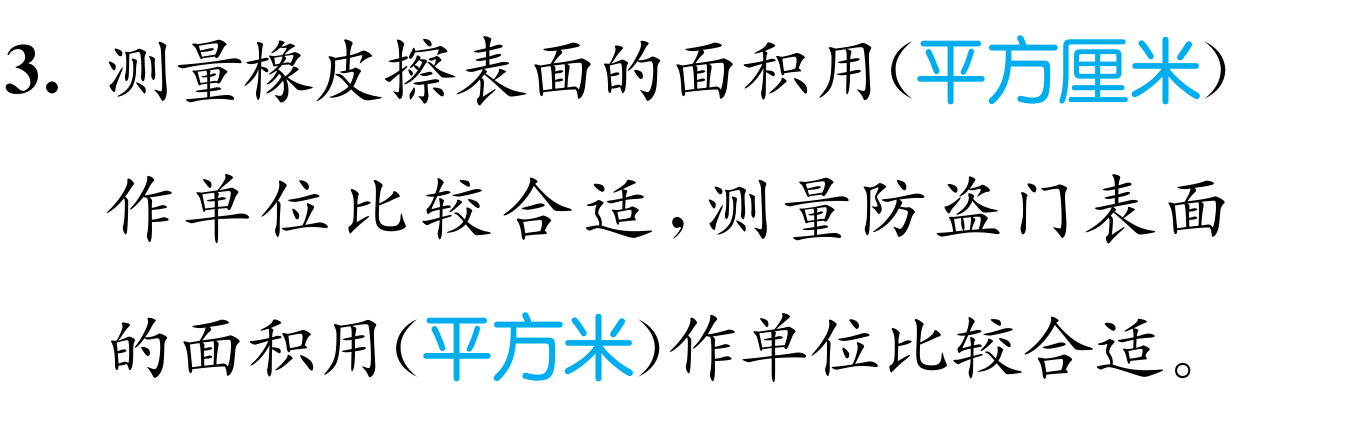 3. 测量橡皮擦表面的面积用(平方厘米)
作单位比较合适,测量防盗门表面
的面积用(平方米)作单位比较合适。